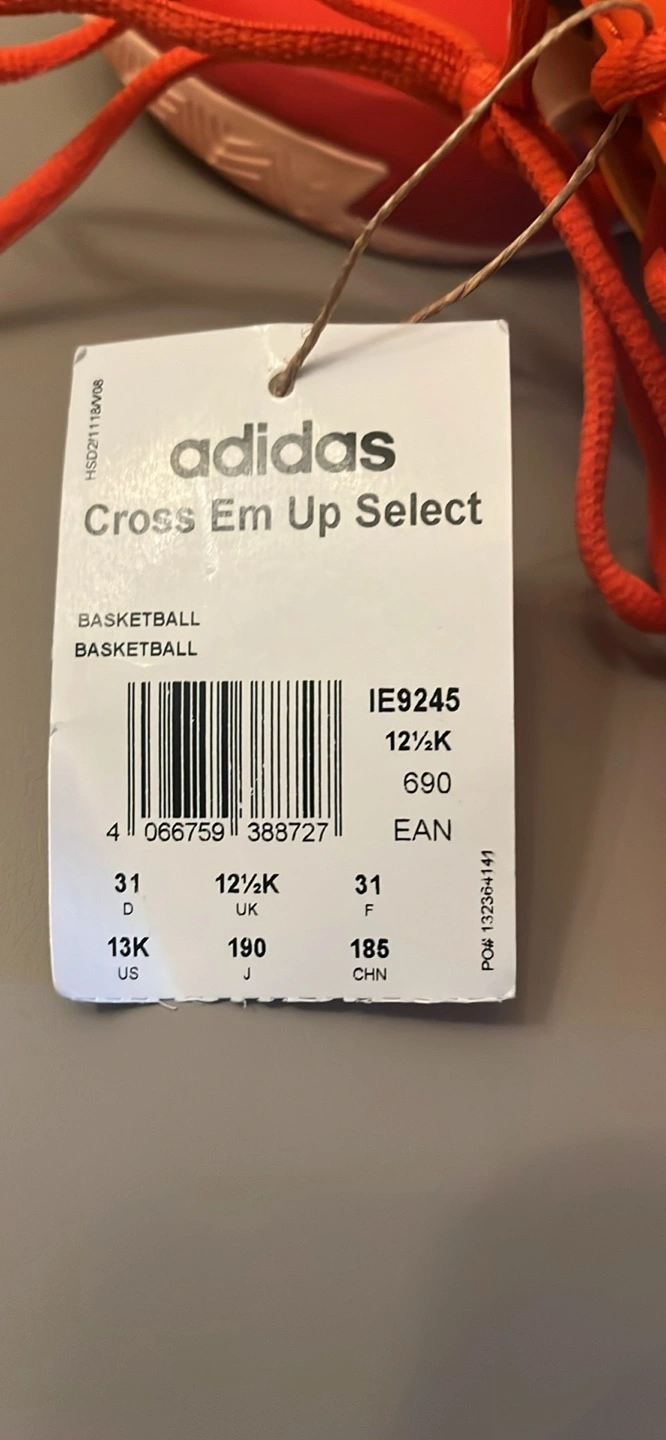 HSD2/1118/V08
adidas
Cross Em Up Select
BASKETBALL
BASKETBALL
IE9245
12½K
690
EAN
4 066759 388727
31 12½K 31
D UK F
13K 190 185
US J CHN
PO# 132364141